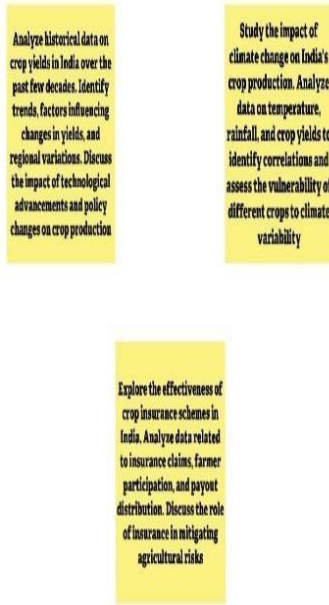 Analyze historical data on
crop yields in India over the
past few decades. Identify
trends, factors influencing
changes in yields, and
regional variations. Discuss
the impact of technological
advancements and policy
changes on crop production
Study the impact of
climate change on India's
crop production. Analyze
data on temperature,
rainfall, and crop yields to
identify correlations and
assess the vulnerability of
different crops to climate
variability
Explore the effectiveness of
crop insurance schemes in
India. Analyze data related
to insurance claims, farmer
participation, and payout
distribution. Discuss the role
of insurance in mitigating
agricultural risks